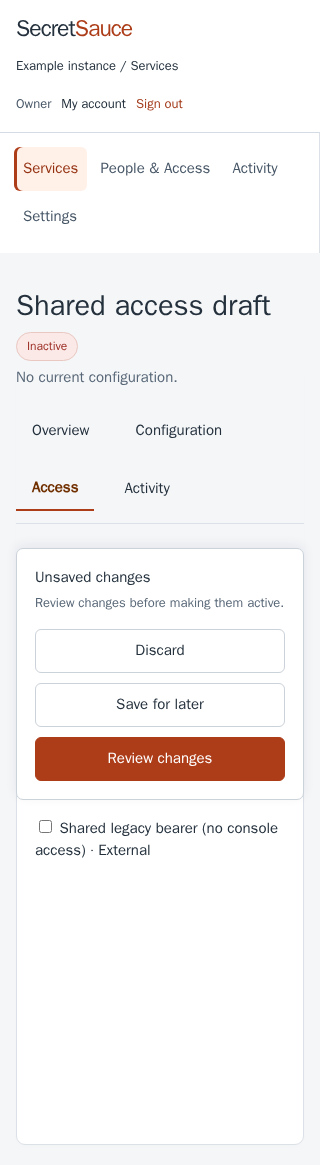 SecretSauce
Example instance / Services
Owner My account Sign out
Services People & Access Activity
Settings
Shared access draft
Inactive
No current configuration.
Overview Configuration
Access Activity
Unsaved changes
Review changes before making them active.
Discard
Save for later
Review changes
Shared legacy bearer (no console
access) · External